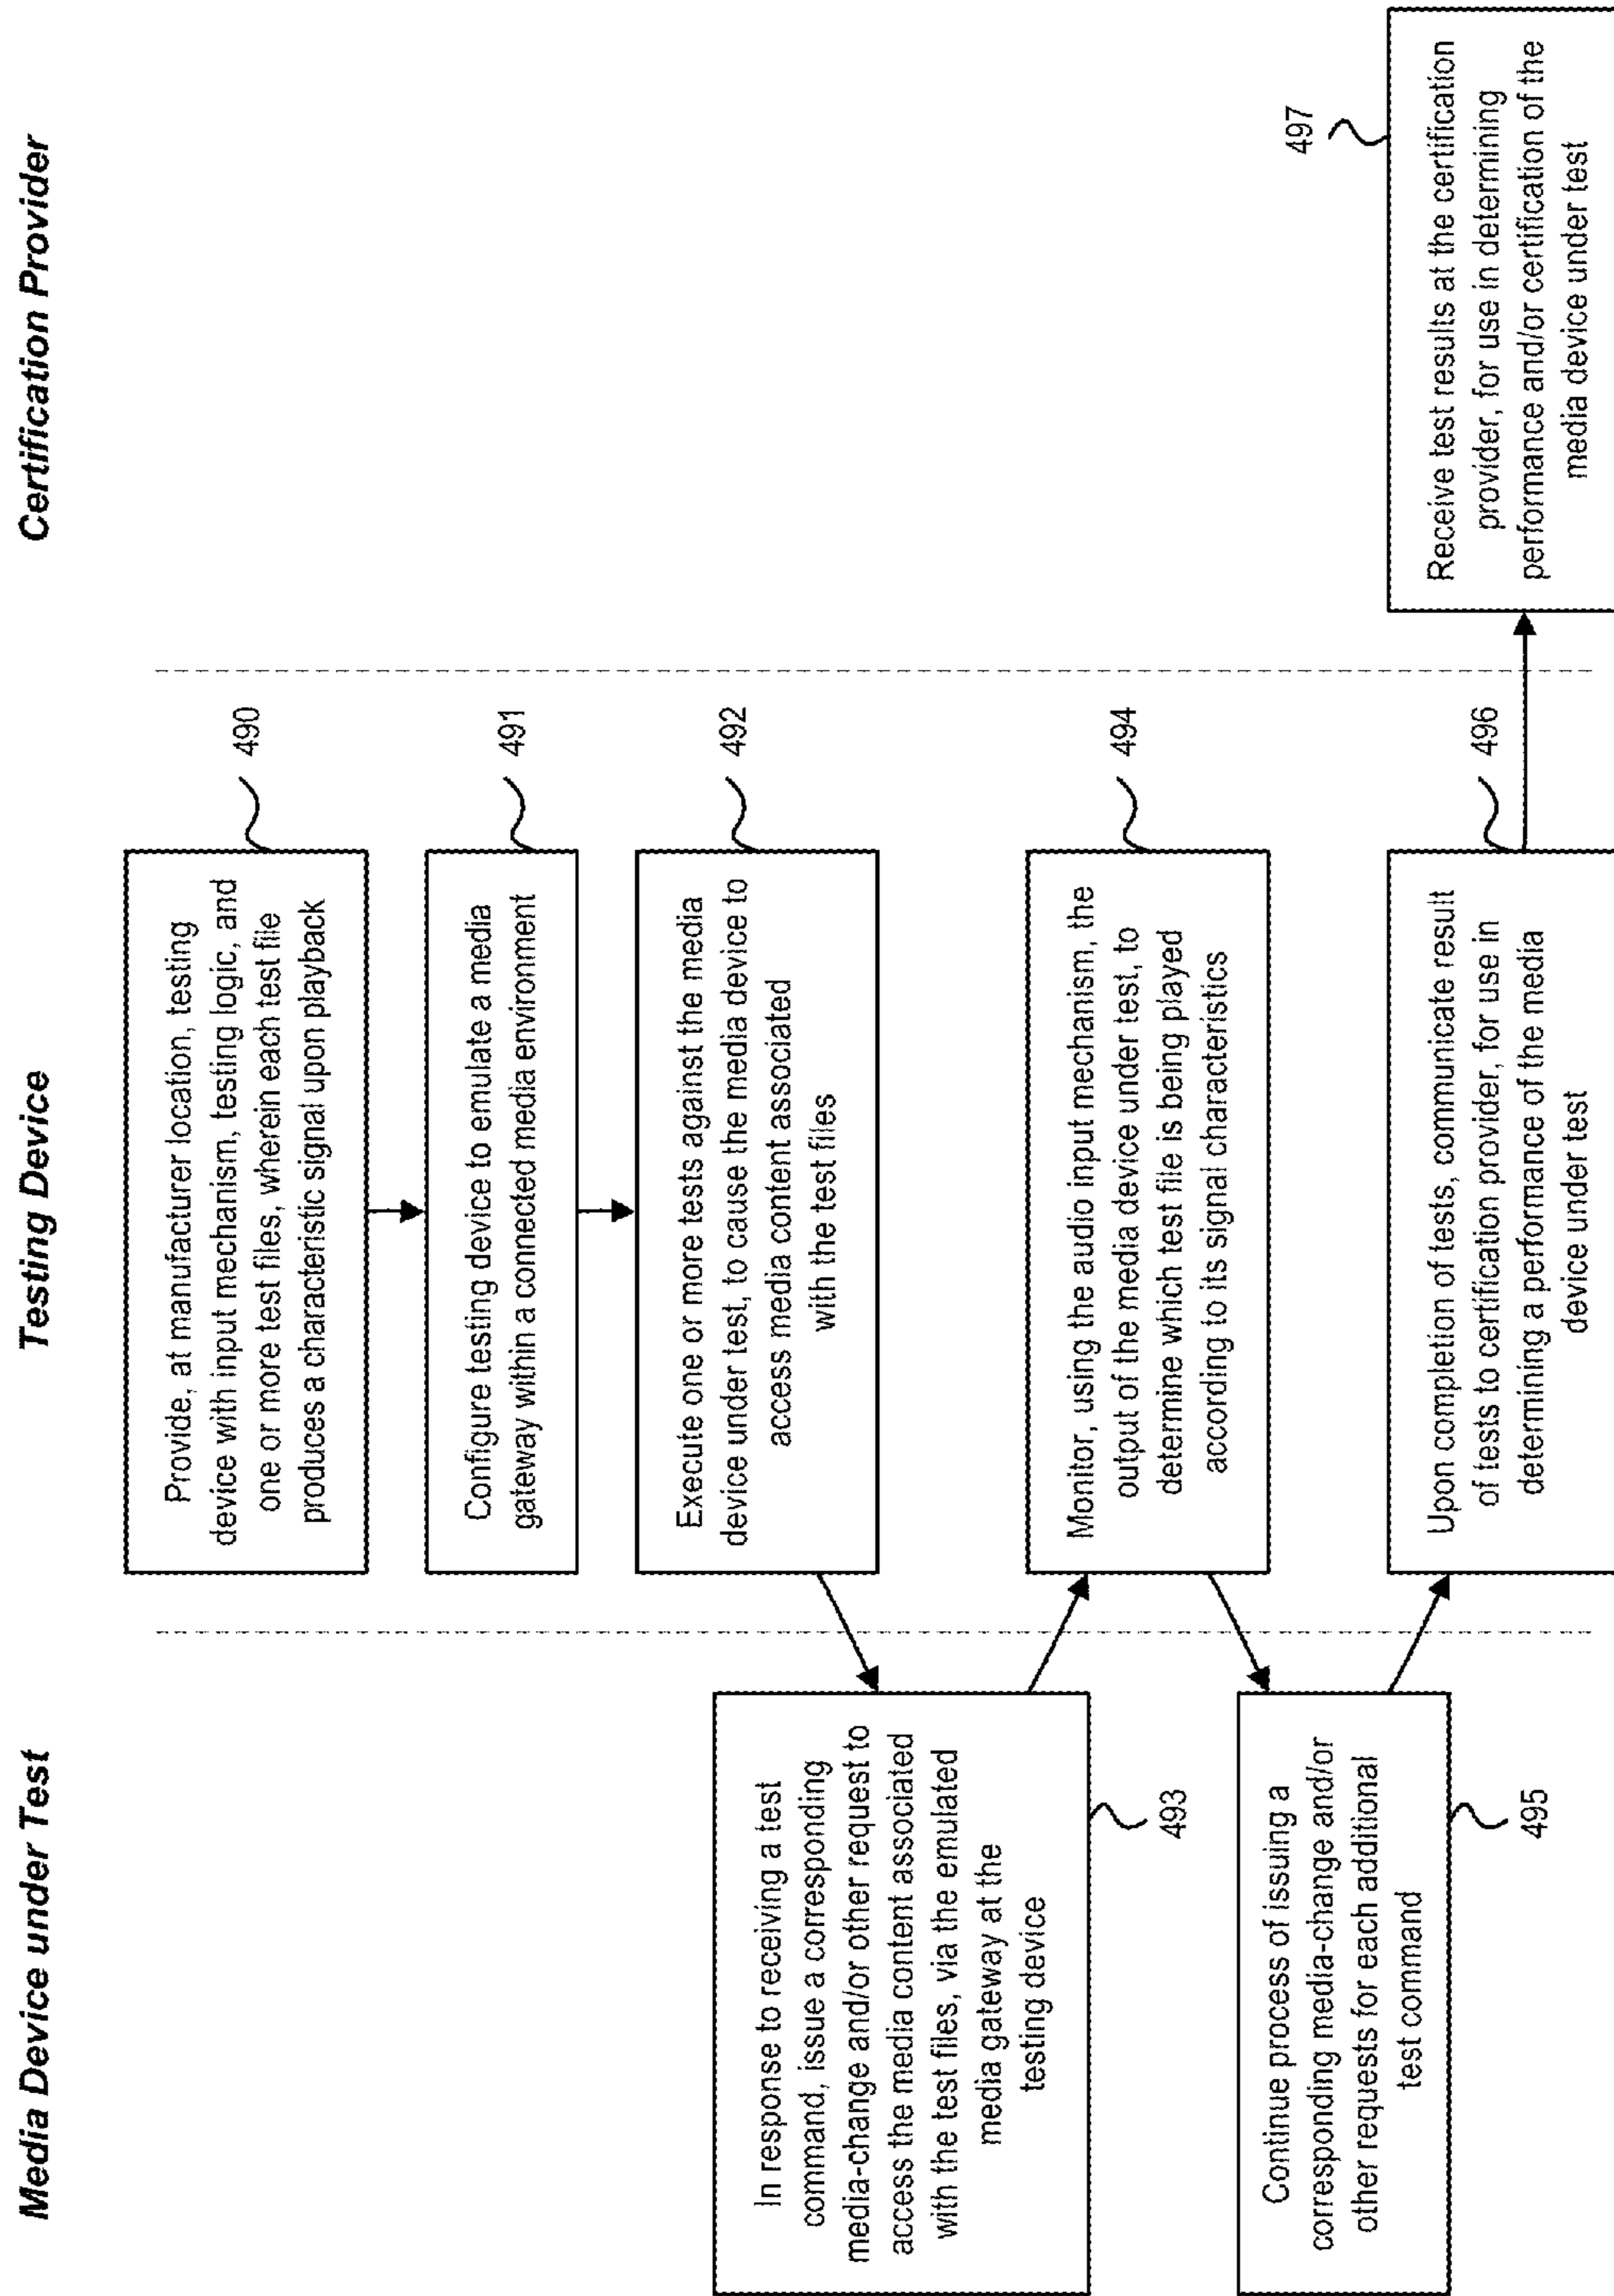 Media Device under Test
Testing Device
Certification Provider
Provide, at manufacturer location, testing
device with input mechanism, testing logic, and
one or more test files, wherein each test file
produces a characteristic signal upon playback
490
Configure testing device to emulate a media
gateway within a connected media environment
491
Execute one or more tests against the media
device under test, to cause the media device to
access media content associated
with the test files
492
In response to receiving a test
command, issue a corresponding
media-change and/or other request to
access the media content associated
with the test files, via the emulated
media gateway at the
testing device
493
Monitor, using the audio input mechanism, the
output of the media device under test, to
determine which test file is being played
according to its signal characteristics
494
Continue process of issuing a
corresponding media-change and/or
other requests for each additional
test command
495
Upon completion of tests, communicate result
of tests to certification provider, for use in
determining a performance of the media
device under test
496
Receive test results at the certification
provider, for use in determining
performance and/or certification of the
media device under test
497